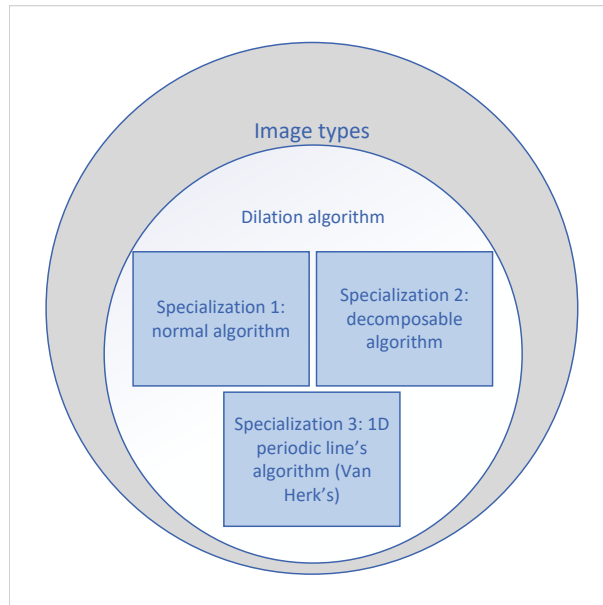 Image types
Dilation algorithm
Specialization 1:
normal algorithm
Specialization 2:
decomposable
algorithm
Specialization 3: 1D
periodic line’s
algorithm (Van
Herk’s)